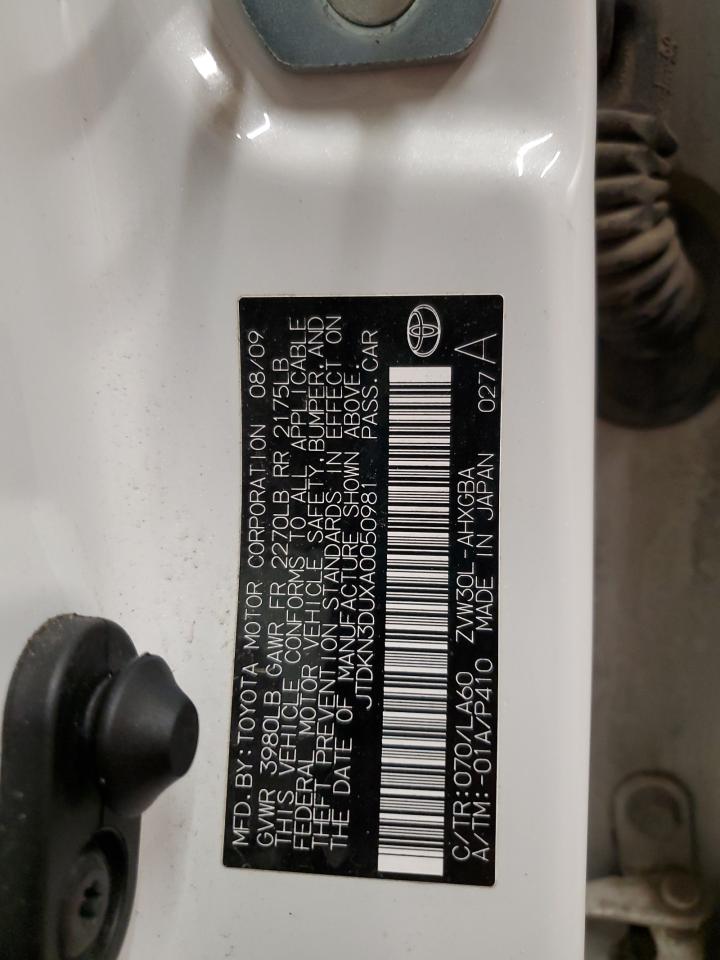 MFD. BY: TOYOTA MOTOR CORPORATION 08/09
GVWR 3980LB GAWR FR 2270LB RR 2175LB
THIS VEHICLE CONFORMS TO ALL APPLICABLE
FEDERAL MOTOR VEHICLE SAFETY, BUMPER, AND
THEFT PREVENTION STANDARDS IN EFFECT ON
THE DATE OF MANUFACTURE SHOWN ABOVE.
JTDKN3DUXA0050981 PASS. CAR
C/TR: 070/LA60 ZVW30L-AHXGBA
A/TM: -01A/P410 MADE IN JAPAN 027 A